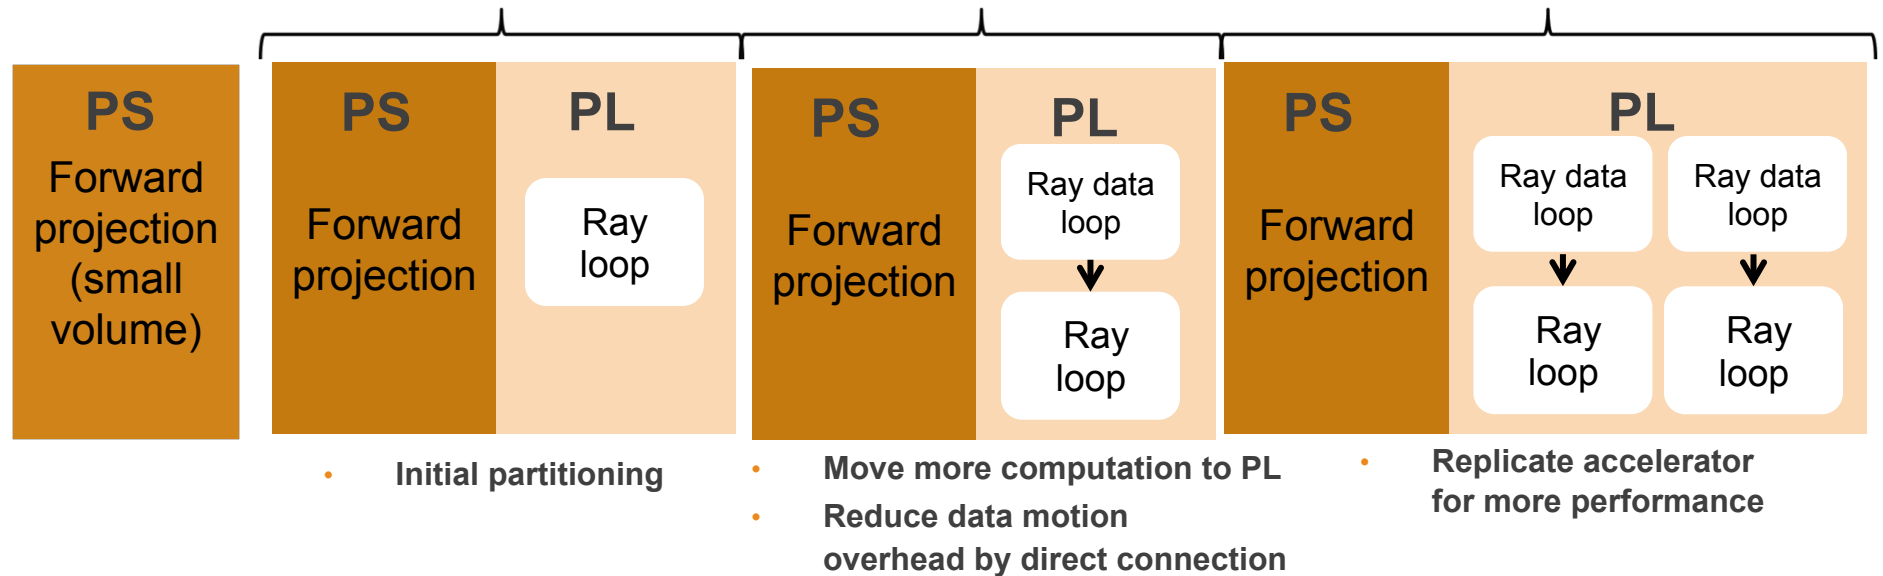 PS
Forward
projection
(small
volume)
PS
Forward
projection
PL
Ray
loop
• Initial partitioning
PS
Forward
projection
PL
Ray data
loop
Ray
loop
• Move more computation to PL
• Reduce data motion
overhead by direct connection
PS
Forward
projection
PL
Ray data
loop
Ray
loop
Ray data
loop
Ray
loop
• Replicate accelerator
for more performance